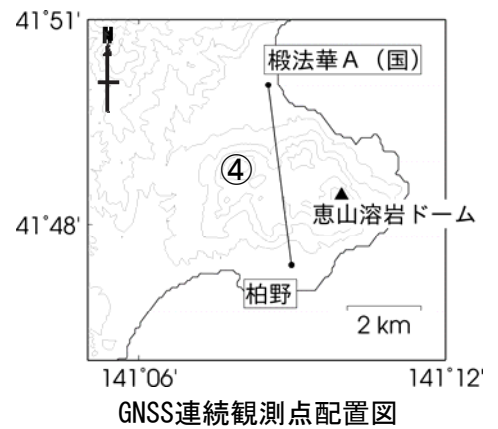 41°51'
N
椴法華A（国）
④
恵山溶岩ドーム
41°48'
柏野
2 km
141°06'
141°12'
GNSS連続観測点配置図